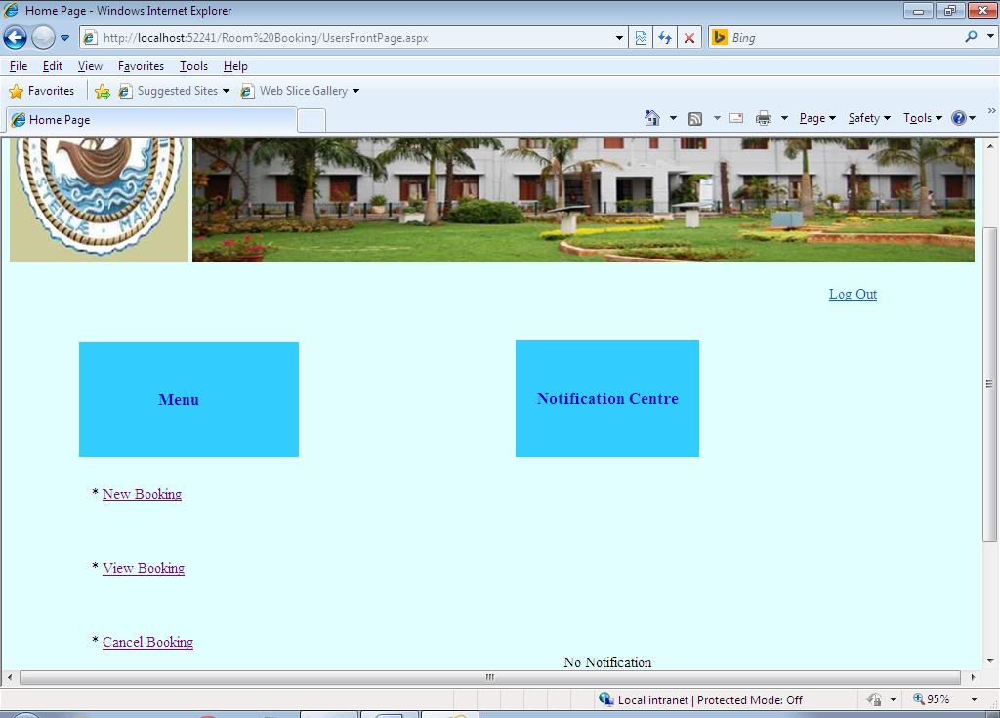 Home Page - Windows Internet Explorer
http://localhost:52241/Room%20Booking/UsersFrontPage.aspx
Bing
File Edit View Favorites Tools Help
Favorites Suggested Sites Web Slice Gallery
Home Page
Page Safety Tools
STELLA MARIS
Log Out
Menu
Notification Centre
* New Booking
* View Booking
* Cancel Booking
No Notification
Local intranet | Protected Mode: Off
95%